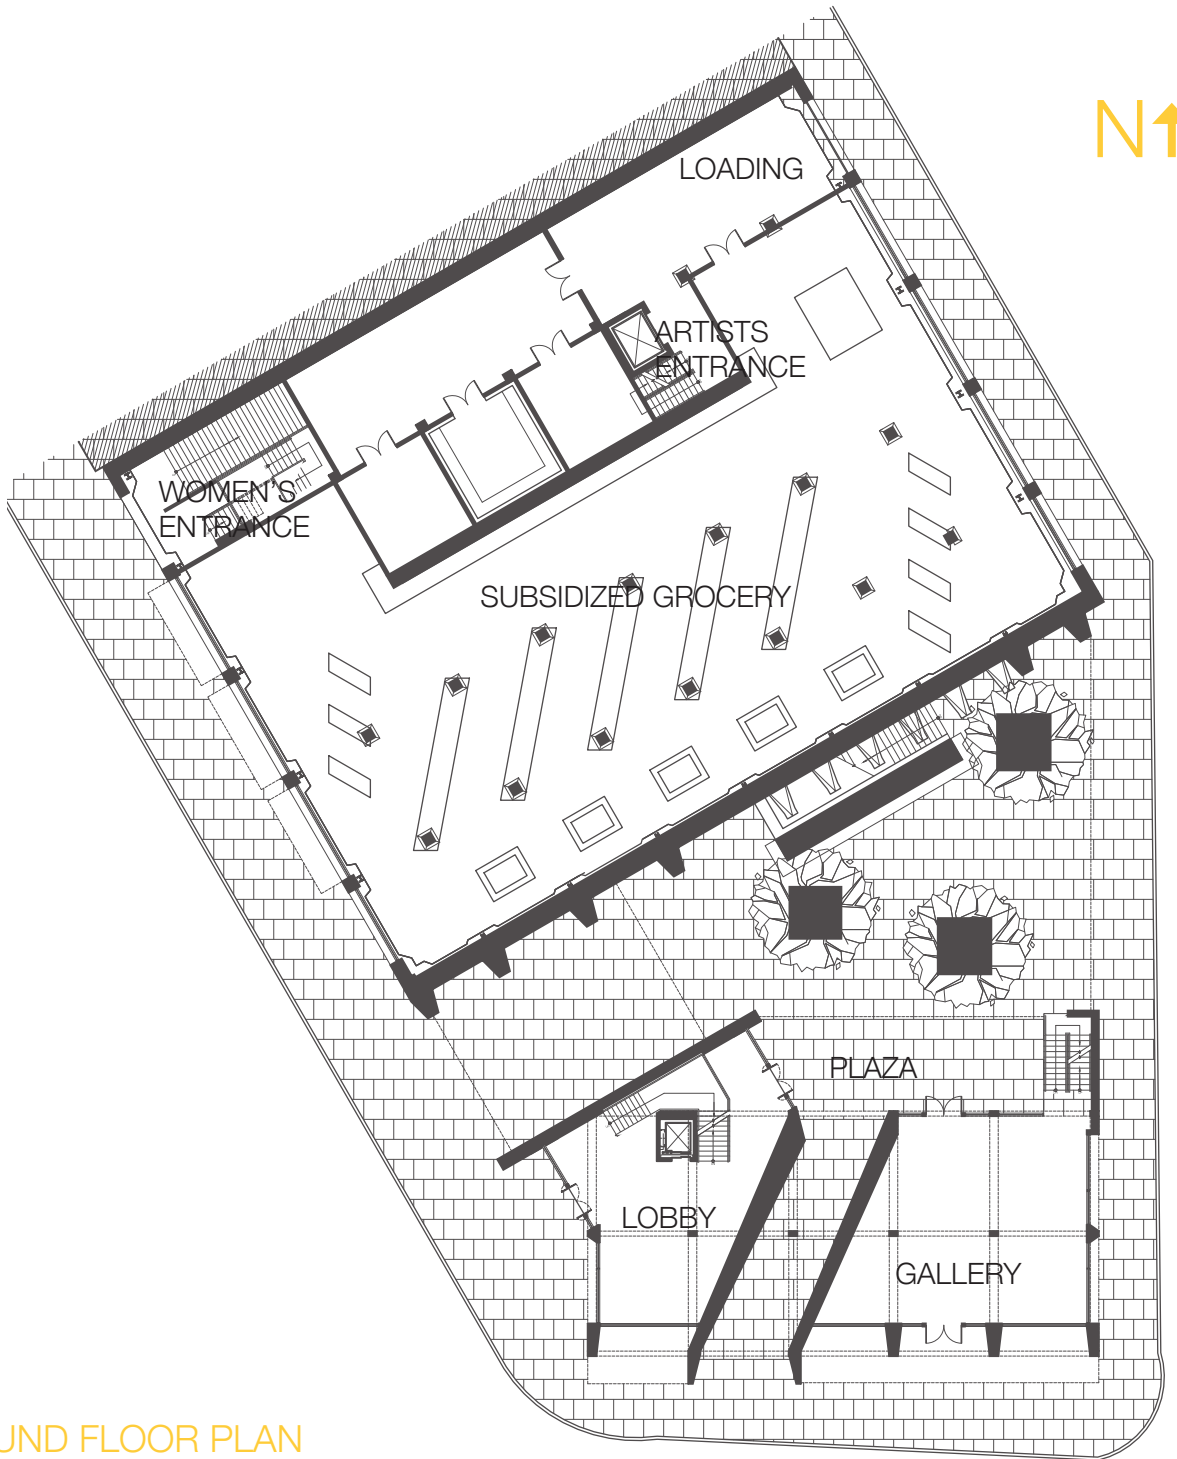 N
LOADING
ARTISTS
ENTRANCE
WOMEN'S
ENTRANCE
SUBSIDIZED GROCERY
PLAZA
LOBBY
GALLERY
UND FLOOR PLAN